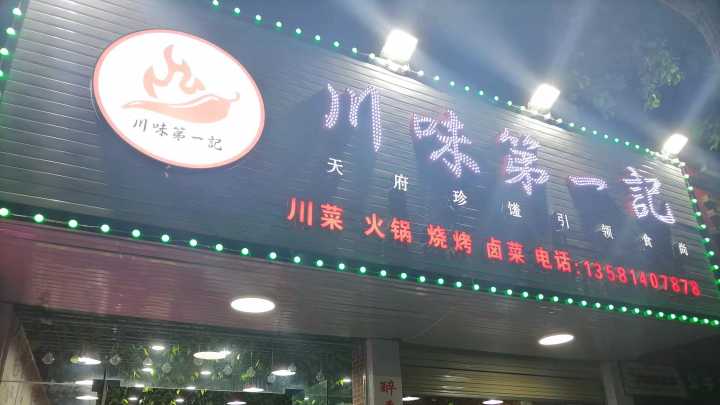 川味第一記
川味第一記
天府珍馐引领食尚
川菜 火锅 烧烤 卤菜 电话:13581407878
醉